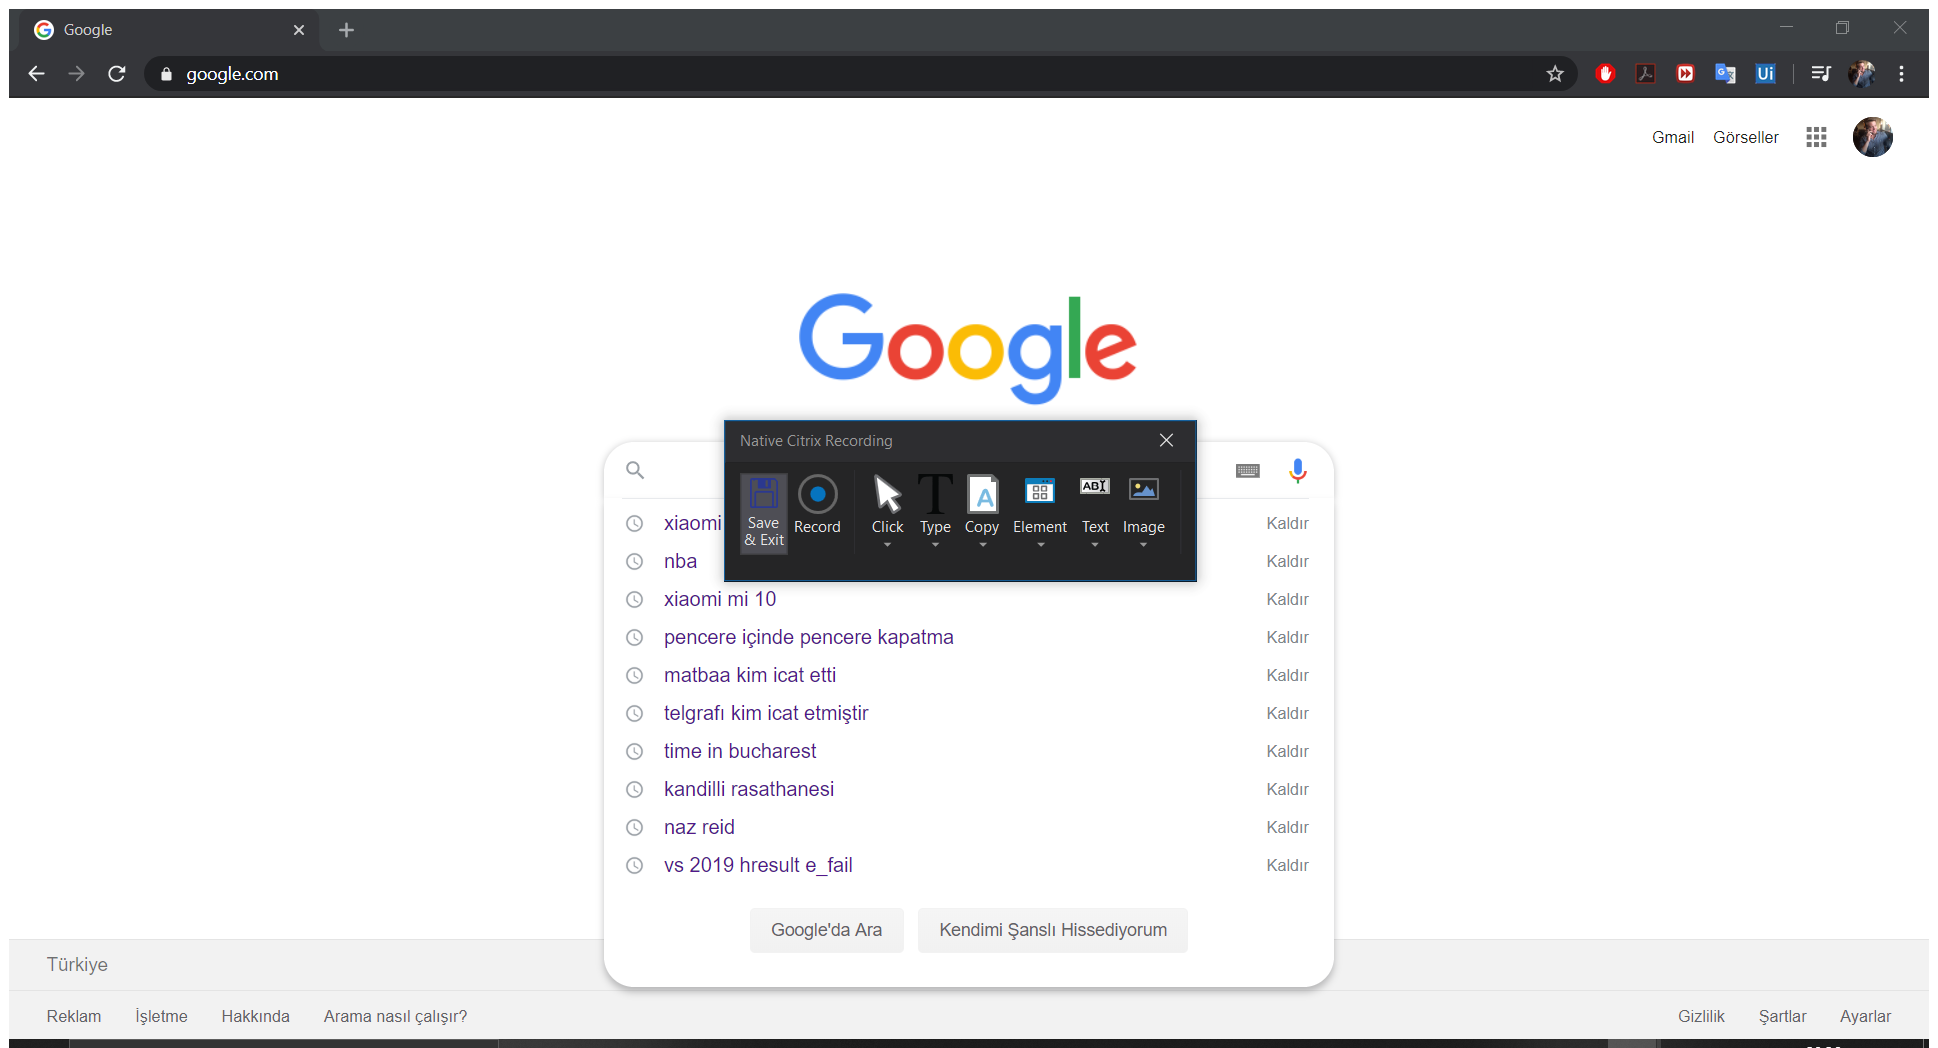 Google
google.com
Ui
Gmail Görseller
Google
Native Citrix Recording
Save & Exit
Record
Click
Type
Copy
Element
Text
Image
xiaomi Kaldır
nba Kaldır
xiaomi mi 10 Kaldır
pencere içinde pencere kapatma Kaldır
matbaa kim icat etti Kaldır
telgrafı kim icat etmiştir Kaldır
time in bucharest Kaldır
kandilli rasathanesi Kaldır
naz reid Kaldır
vs 2019 hresult e_fail Kaldır
Google'da Ara Kendimi Şanslı Hissediyorum
Türkiye
Reklam İşletme Hakkında Arama nasıl çalışır? Gizlilik Şartlar Ayarlar